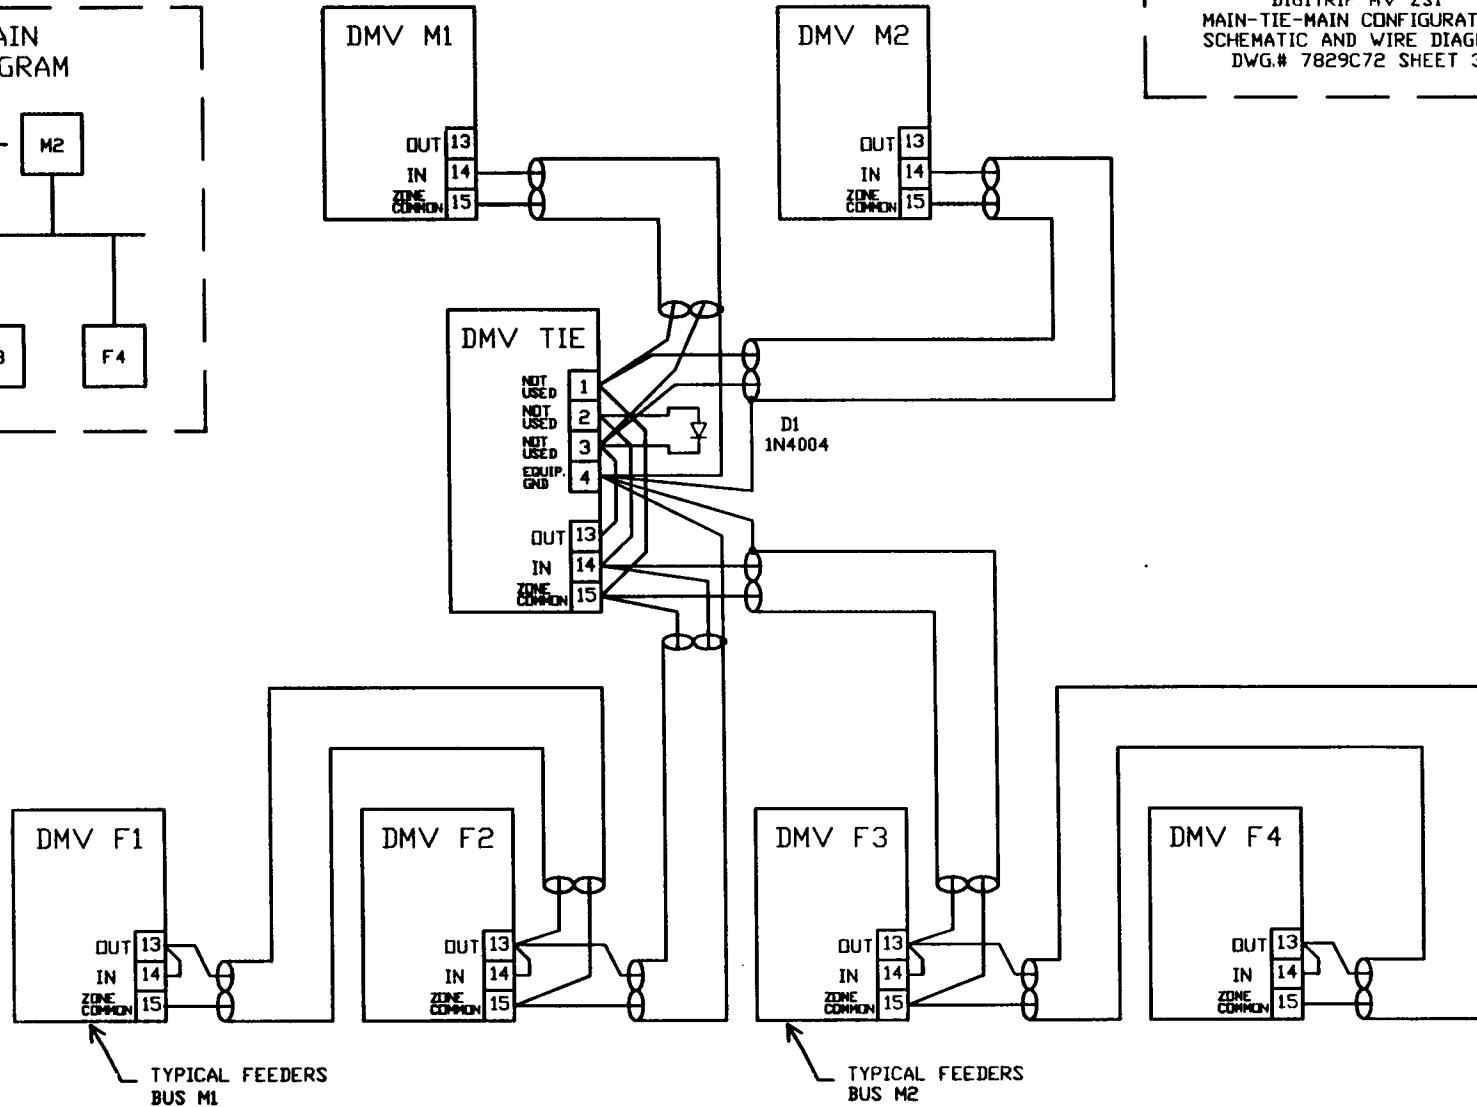 AIN
GRAM
M2
F4
DMV M1
OUT 13
IN 14
ZONE
COMMON 15
DMV M2
OUT 13
IN 14
ZONE
COMMON 15
MAIN-TIE-MAIN CONFIGURAT
SCHEMATIC AND WIRE DIAG
DWG.# 7829C72 SHEET 3
DMV TIE
NOT
USED 1
NOT
USED 2
NOT
USED 3
EQUIP.
GND 4
OUT 13
IN 14
ZONE
COMMON 15
D1
1N4004
DMV F1
OUT 13
IN 14
ZONE
COMMON 15
TYPICAL FEEDERS
BUS M1
DMV F2
OUT 13
IN 14
ZONE
COMMON 15
DMV F3
OUT 13
IN 14
ZONE
COMMON 15
TYPICAL FEEDERS
BUS M2
DMV F4
OUT 13
IN 14
ZONE
COMMON 15